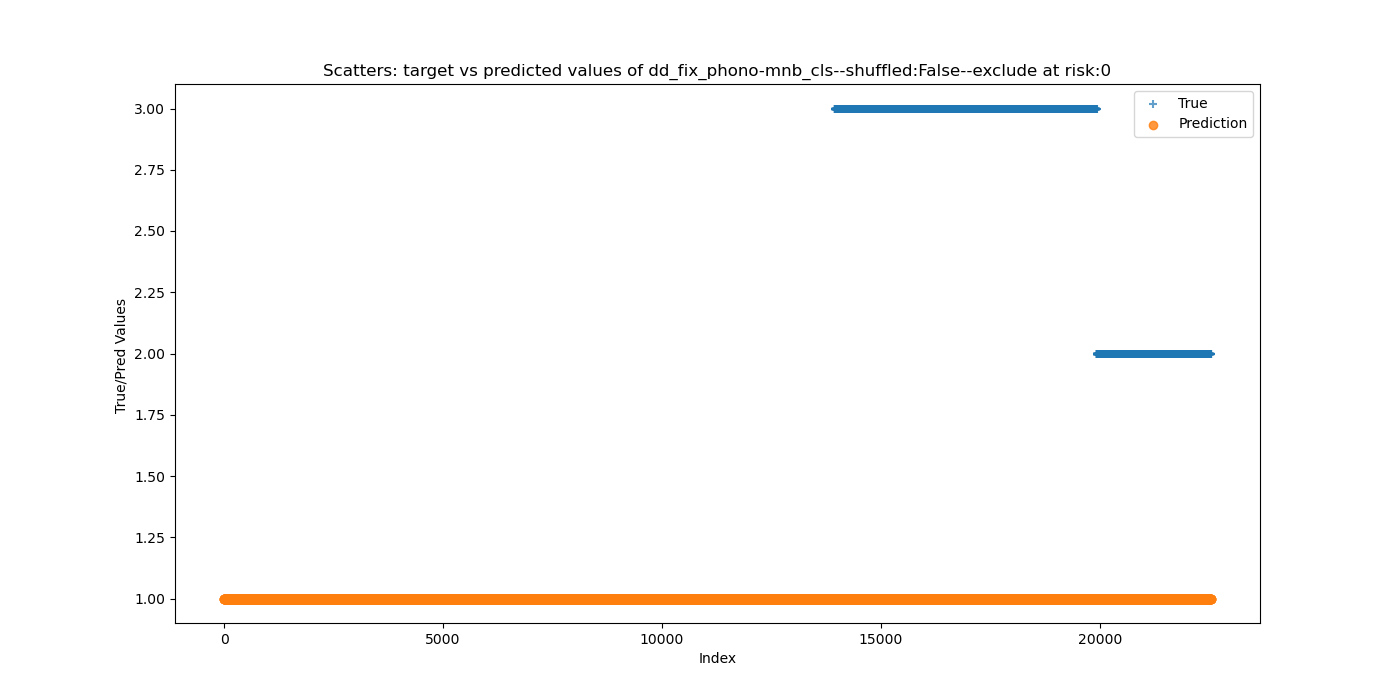 Scatters: target vs predicted values of dd_fix_phono-mnb_cls--shuffled:False--exclude at risk:0
True
Prediction
3.00
2.75
2.50
2.25
2.00
1.75
1.50
1.25
1.00
True/Pred Values
0
5000
10000
15000
20000
Index